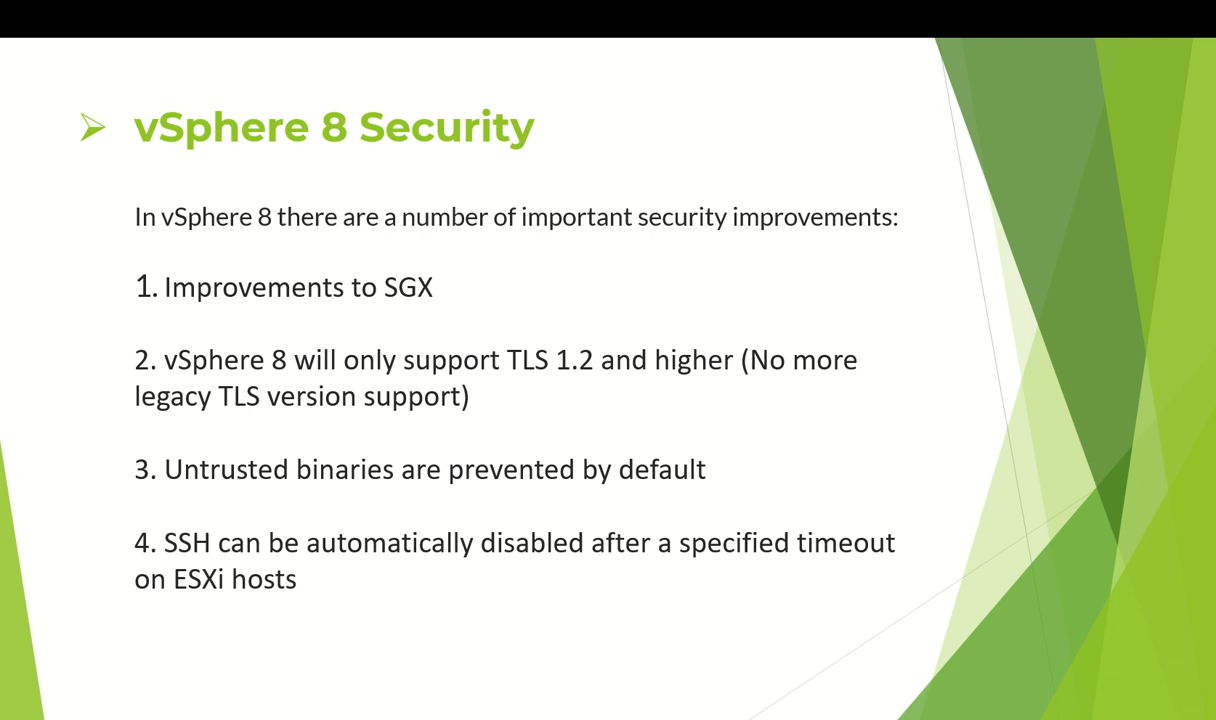 vSphere 8 Security
In vSphere 8 there are a number of important security improvements:
1. Improvements to SGX
2. vSphere 8 will only support TLS 1.2 and higher (No more
legacy TLS version support)
3. Untrusted binaries are prevented by default
4. SSH can be automatically disabled after a specified timeout
on ESXi hosts